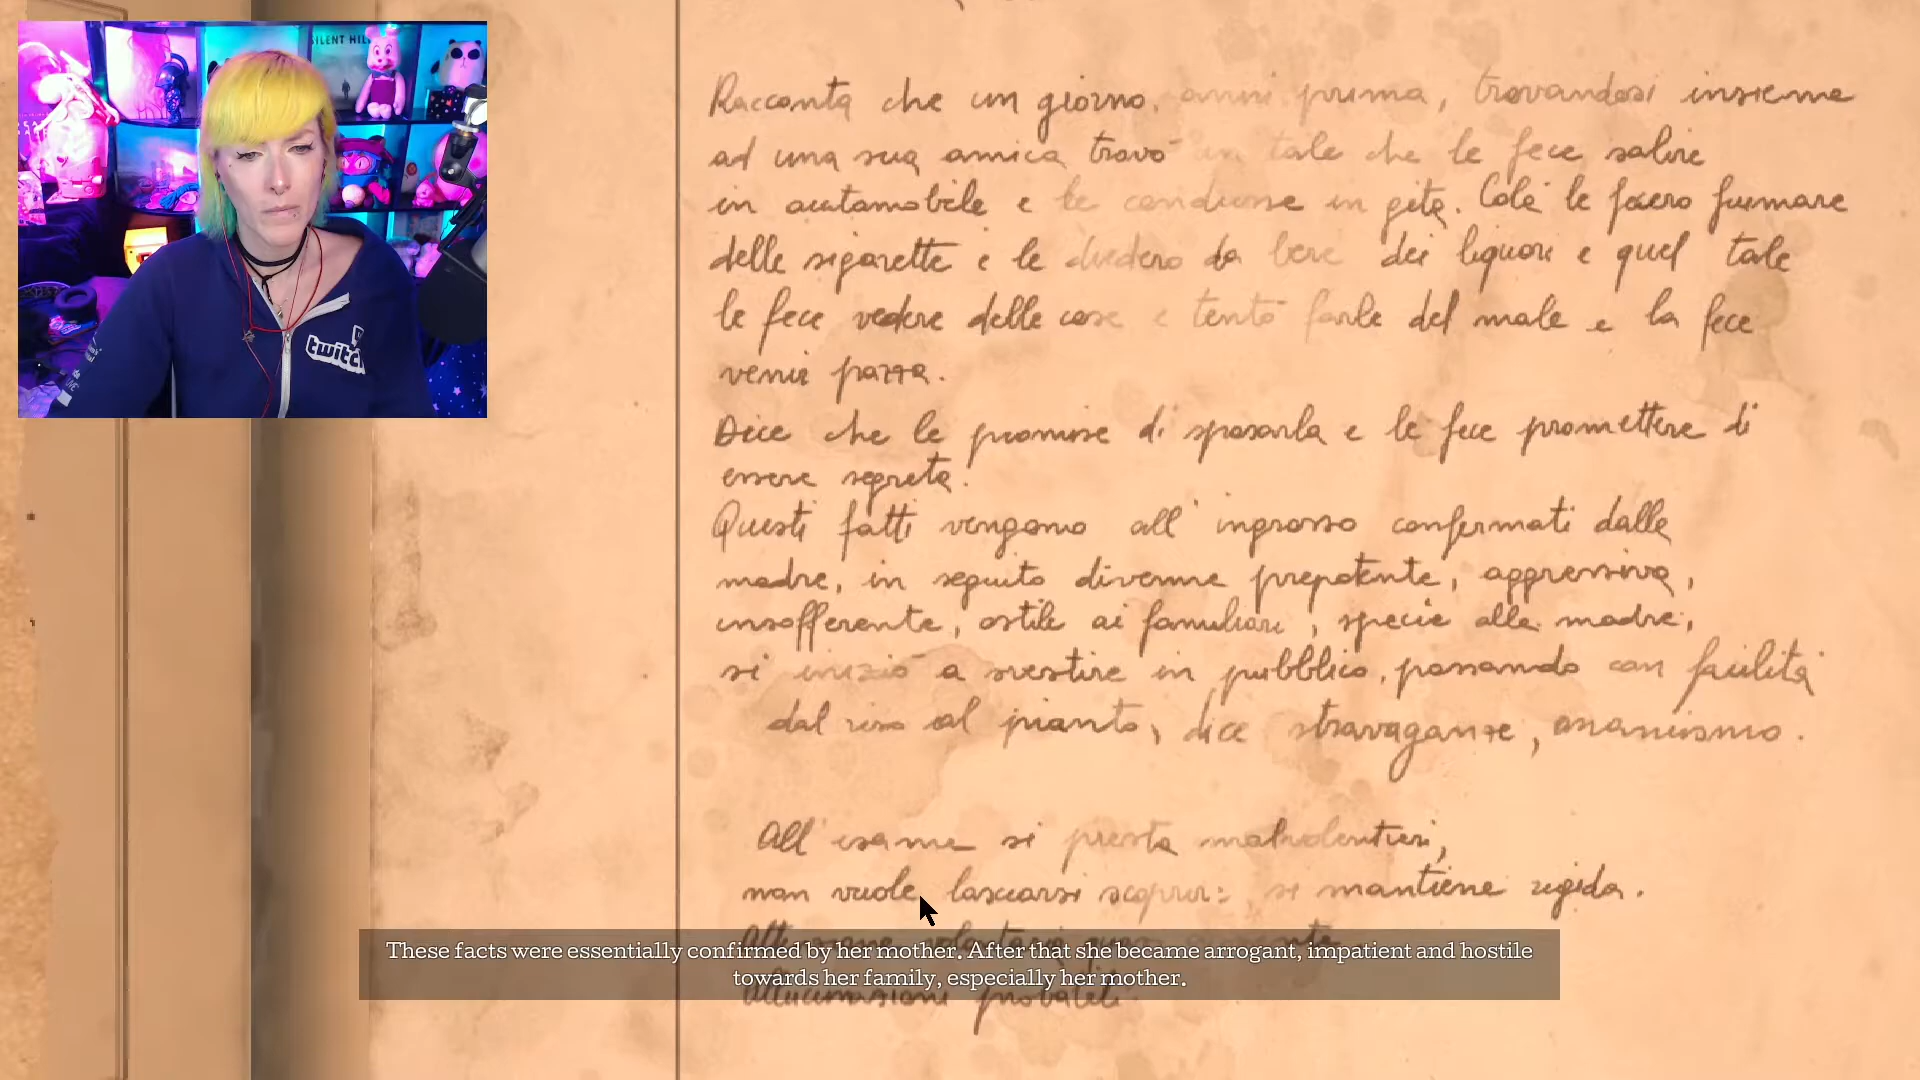 SILENT HILL
twitch
Racconta che un giorno, anni prima, trovandosi insieme
ad una sua amica trovò un tale che le fece salire
in automobile e le condusse in gita. Colà le fecero fumare
delle sigarette e le diedero da bere dei liquori e quel tale
le fece vedere delle cose e tentò farle del male e la fece
venir pazza.
Dice che le promise di sposarla e le fece promettere di
essere segreta.
Questi fatti vengono all'ingrosso confermati dalla
madre, in seguito divenne prepotente, aggressiva,
insofferente, ostile ai famigliari, specie alla madre;
si iniziò a svestire in pubblico, passando con facilità
dal riso al pianto, dice stravaganze, onanismo.
All'esame si presta malvolentieri,
non vuole lasciarsi scoprire: si mantiene rigida.
These facts were essentially confirmed by her mother. After that she became arrogant, impatient and hostile
towards her family, especially her mother.
Allucinazioni probabili.